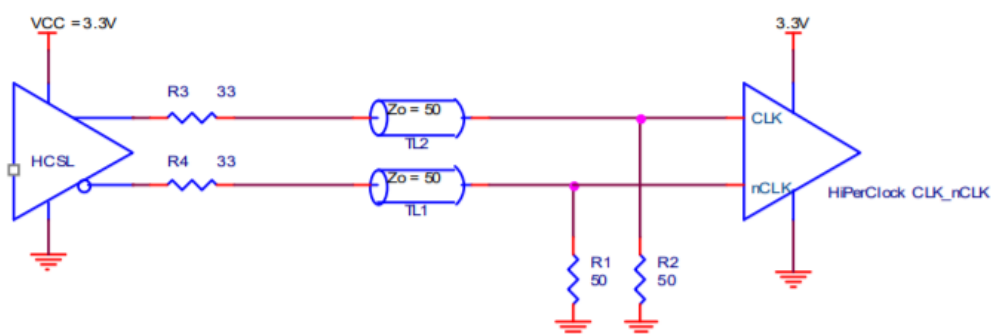 VCC = 3.3V
3.3V
R3 33
Zo = 50
TL2
CLK
HCSL
R4 33
Zo = 50
TL1
nCLK
HiPerClock CLK_nCLK
R1
50
R2
50